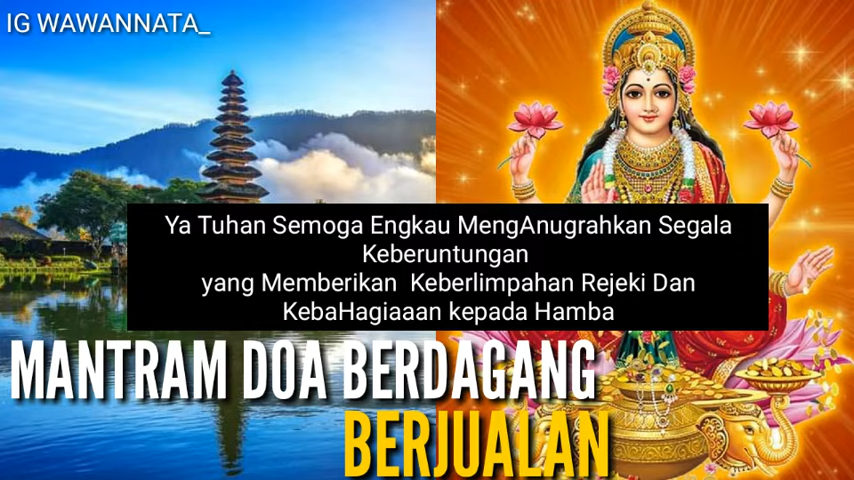 IG WAWANNATA_
Ya Tuhan Semoga Engkau MengAnugrahkan Segala
Keberuntungan
yang Memberikan  Keberlimpahan Rejeki Dan
KebaHagiaaan kepada Hamba
MANTRAM DOA BERDAGANG
BERJUALAN